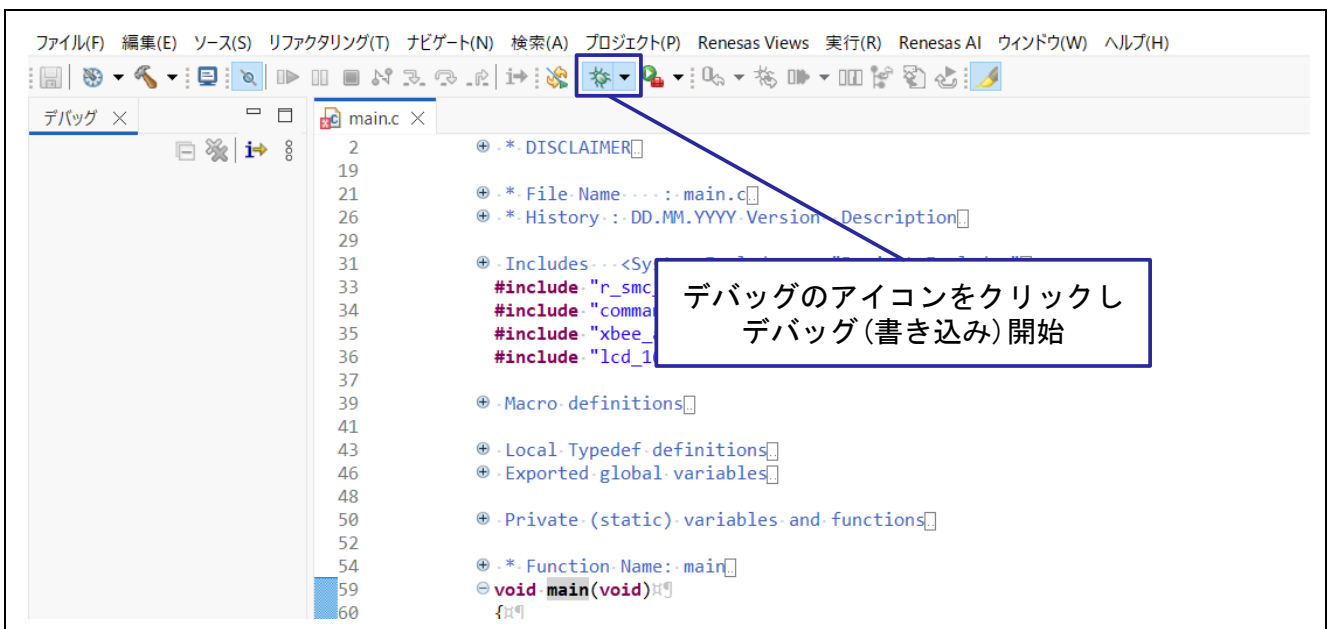 ファイル(F) 編集(E) ソース(S) リファクタリング(T) ナビゲート(N) 検索(A) プロジェクト(P) Renesas Views 実行(R) Renesas AI ウィンドウ(W) ヘルプ(H)
デバッグ
main.c
2 * DISCLAIMER
19
21 * File Name : main.c
26 * History : DD.MM.YYYY Version Description
29
31 Includes <Sy
33 #include "r_smc_
34 #include "comma
35 #include "xbee_
36 #include "lcd_1
37
39 Macro definitions
41
43 Local Typedef definitions
46 Exported global variables
48
50 Private (static) variables and functions
52
54 * Function Name: main
59 void main(void)
60 {
デバッグのアイコンをクリックし
デバッグ(書き込み)開始